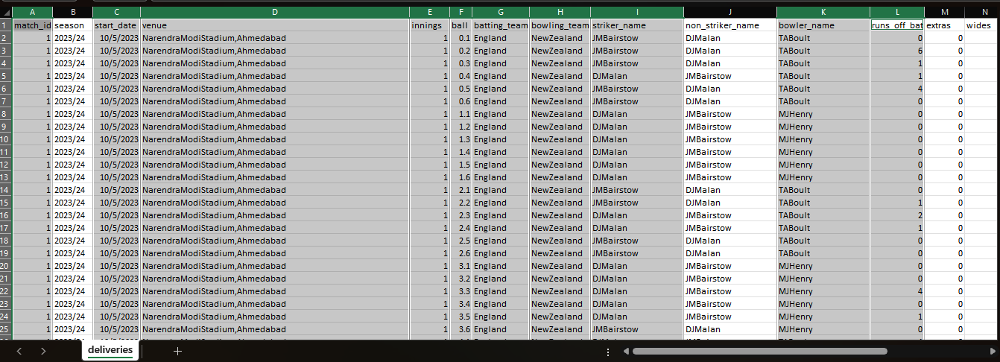 A B C D E F G H I J K L M N
1 match_id season start_date venue innings ball batting_team bowling_team striker_name non_striker_name bowler_name runs_off_bat extras wides
2 1 2023/24 10/5/2023 NarendraModiStadium,Ahmedabad 1 0.1 England NewZealand JMBairstow DJMalan TABoult 0 0
3 1 2023/24 10/5/2023 NarendraModiStadium,Ahmedabad 1 0.2 England NewZealand JMBairstow DJMalan TABoult 6 0
4 1 2023/24 10/5/2023 NarendraModiStadium,Ahmedabad 1 0.3 England NewZealand JMBairstow DJMalan TABoult 1 0
5 1 2023/24 10/5/2023 NarendraModiStadium,Ahmedabad 1 0.4 England NewZealand DJMalan JMBairstow TABoult 1 0
6 1 2023/24 10/5/2023 NarendraModiStadium,Ahmedabad 1 0.5 England NewZealand JMBairstow DJMalan TABoult 4 0
7 1 2023/24 10/5/2023 NarendraModiStadium,Ahmedabad 1 0.6 England NewZealand JMBairstow DJMalan TABoult 0 0
8 1 2023/24 10/5/2023 NarendraModiStadium,Ahmedabad 1 1.1 England NewZealand DJMalan JMBairstow MJHenry 0 0
9 1 2023/24 10/5/2023 NarendraModiStadium,Ahmedabad 1 1.2 England NewZealand DJMalan JMBairstow MJHenry 0 0
10 1 2023/24 10/5/2023 NarendraModiStadium,Ahmedabad 1 1.3 England NewZealand DJMalan JMBairstow MJHenry 0 0
11 1 2023/24 10/5/2023 NarendraModiStadium,Ahmedabad 1 1.4 England NewZealand DJMalan JMBairstow MJHenry 0 0
12 1 2023/24 10/5/2023 NarendraModiStadium,Ahmedabad 1 1.5 England NewZealand DJMalan JMBairstow MJHenry 0 0
13 1 2023/24 10/5/2023 NarendraModiStadium,Ahmedabad 1 1.6 England NewZealand DJMalan JMBairstow MJHenry 0 0
14 1 2023/24 10/5/2023 NarendraModiStadium,Ahmedabad 1 2.1 England NewZealand JMBairstow DJMalan TABoult 0 0
15 1 2023/24 10/5/2023 NarendraModiStadium,Ahmedabad 1 2.2 England NewZealand JMBairstow DJMalan TABoult 1 0
16 1 2023/24 10/5/2023 NarendraModiStadium,Ahmedabad 1 2.3 England NewZealand DJMalan JMBairstow TABoult 2 0
17 1 2023/24 10/5/2023 NarendraModiStadium,Ahmedabad 1 2.4 England NewZealand DJMalan JMBairstow TABoult 1 0
18 1 2023/24 10/5/2023 NarendraModiStadium,Ahmedabad 1 2.5 England NewZealand JMBairstow DJMalan TABoult 0 0
19 1 2023/24 10/5/2023 NarendraModiStadium,Ahmedabad 1 2.6 England NewZealand JMBairstow DJMalan TABoult 0 0
20 1 2023/24 10/5/2023 NarendraModiStadium,Ahmedabad 1 3.1 England NewZealand DJMalan JMBairstow MJHenry 0 0
21 1 2023/24 10/5/2023 NarendraModiStadium,Ahmedabad 1 3.2 England NewZealand DJMalan JMBairstow MJHenry 0 0
22 1 2023/24 10/5/2023 NarendraModiStadium,Ahmedabad 1 3.3 England NewZealand DJMalan JMBairstow MJHenry 4 0
23 1 2023/24 10/5/2023 NarendraModiStadium,Ahmedabad 1 3.4 England NewZealand DJMalan JMBairstow MJHenry 0 0
24 1 2023/24 10/5/2023 NarendraModiStadium,Ahmedabad 1 3.5 England NewZealand DJMalan JMBairstow MJHenry 1 0
25 1 2023/24 10/5/2023 NarendraModiStadium,Ahmedabad 1 3.6 England NewZealand JMBairstow DJMalan MJHenry 0 0
deliveries